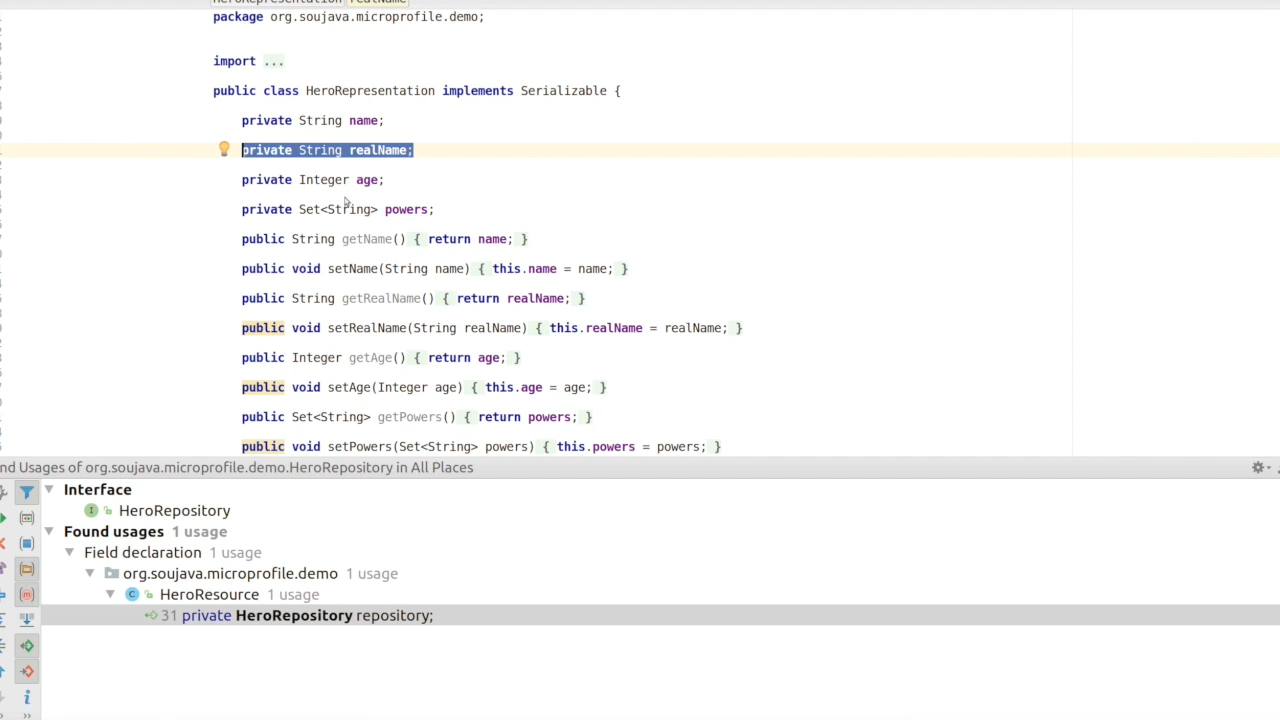 HeroRepresentation realName
package org.soujava.microprofile.demo;
import ...
public class HeroRepresentation implements Serializable {
private String name;
private String realName;
private Integer age;
private Set<String> powers;
public String getName() { return name; }
public void setName(String name) { this.name = name; }
public String getRealName() { return realName; }
public void setRealName(String realName) { this.realName = realName; }
public Integer getAge() { return age; }
public void setAge(Integer age) { this.age = age; }
public Set<String> getPowers() { return powers; }
public void setPowers(Set<String> powers) { this.powers = powers; }
nd Usages of org.soujava.microprofile.demo.HeroRepository in All Places
Interface
HeroRepository
Found usages 1 usage
Field declaration 1 usage
org.soujava.microprofile.demo 1 usage
HeroResource 1 usage
31 private HeroRepository repository;